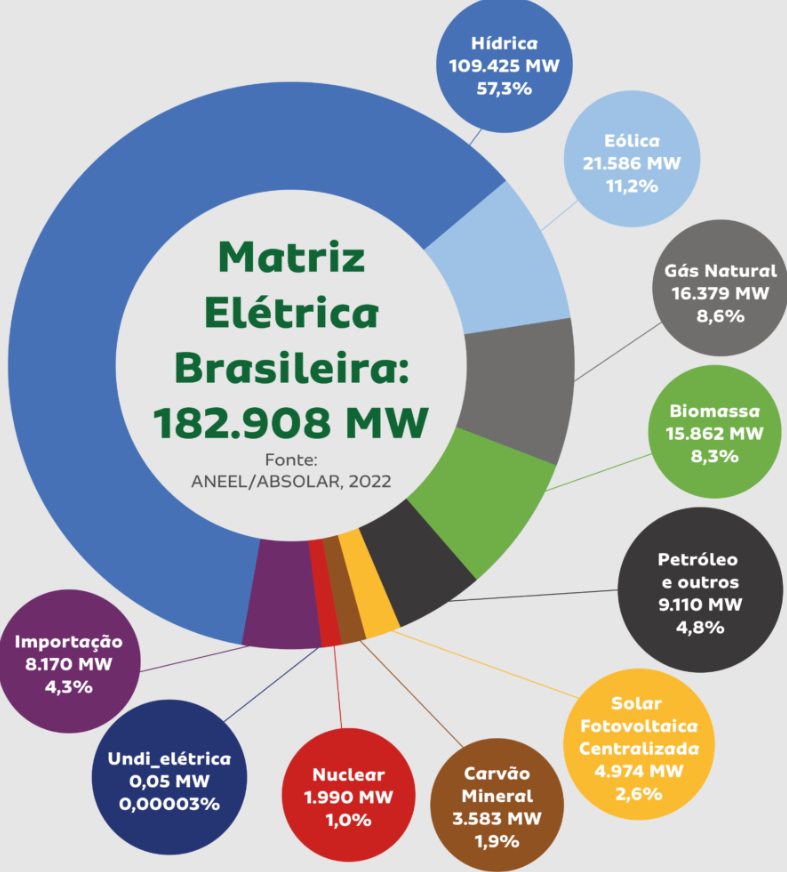 Hídrica
109.425 MW
57,3%
Eólica
21.586 MW
11,2%
Gás Natural
16.379 MW
8,6%
Biomassa
15.862 MW
8,3%
Petróleo
e outros
9.110 MW
4,8%
Solar
Fotovoltaica
Centralizada
4.974 MW
2,6%
Carvão
Mineral
3.583 MW
1,9%
Nuclear
1.990 MW
1,0%
Undi_elétrica
0,05 MW
0,00003%
Importação
8.170 MW
4,3%
Matriz
Elétrica
Brasileira:
182.908 MW
Fonte:
ANEEL/ABSOLAR, 2022